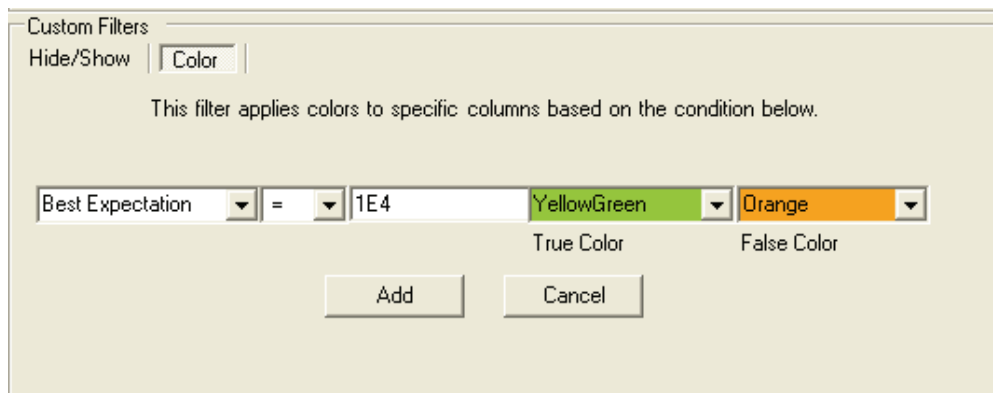 Custom Filters
Hide/Show Color
This filter applies colors to specific columns based on the condition below.
Best Expectation = 1E4 YellowGreen Orange
True Color False Color
Add Cancel